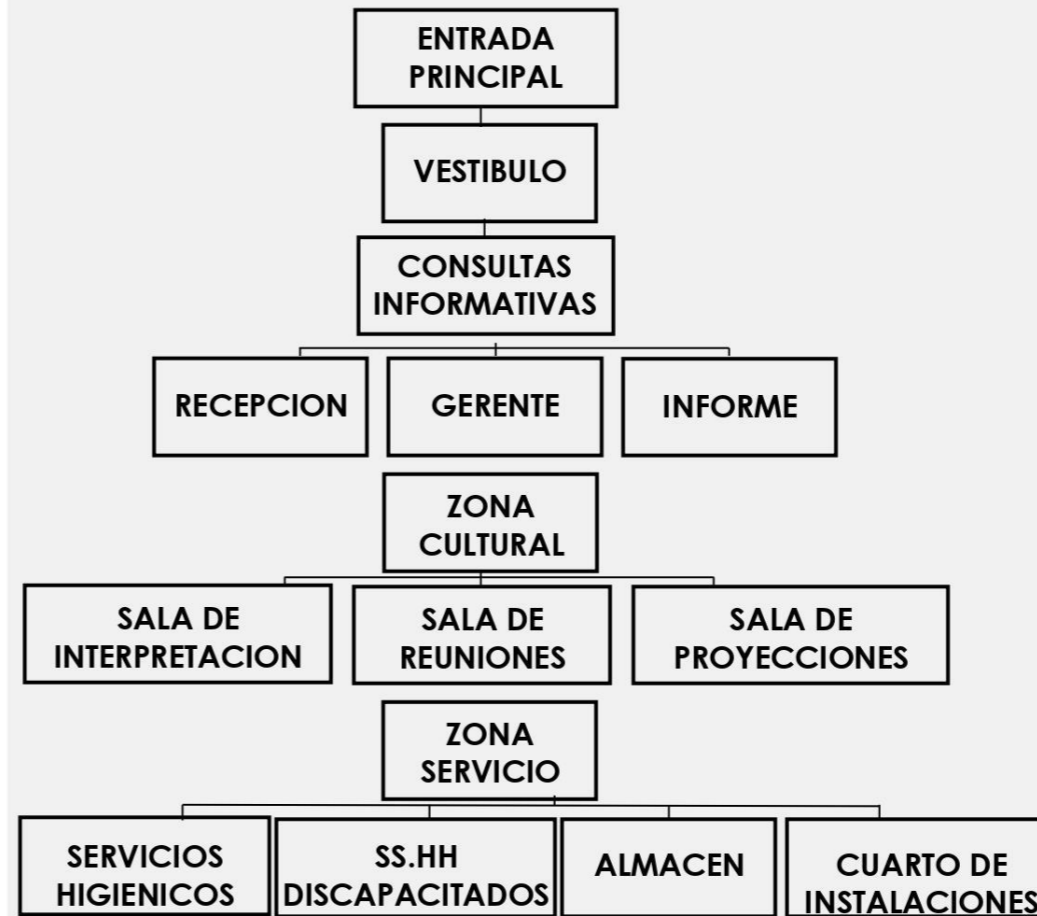 ENTRADA
PRINCIPAL
VESTIBULO
CONSULTAS
INFORMATIVAS
RECEPCION
GERENTE
INFORME
ZONA
CULTURAL
SALA DE
INTERPRETACION
SALA DE
REUNIONES
SALA DE
PROYECCIONES
ZONA
SERVICIO
SERVICIOS
HIGIENICOS
SS.HH
DISCAPACITADOS
ALMACEN
CUARTO DE
INSTALACIONES